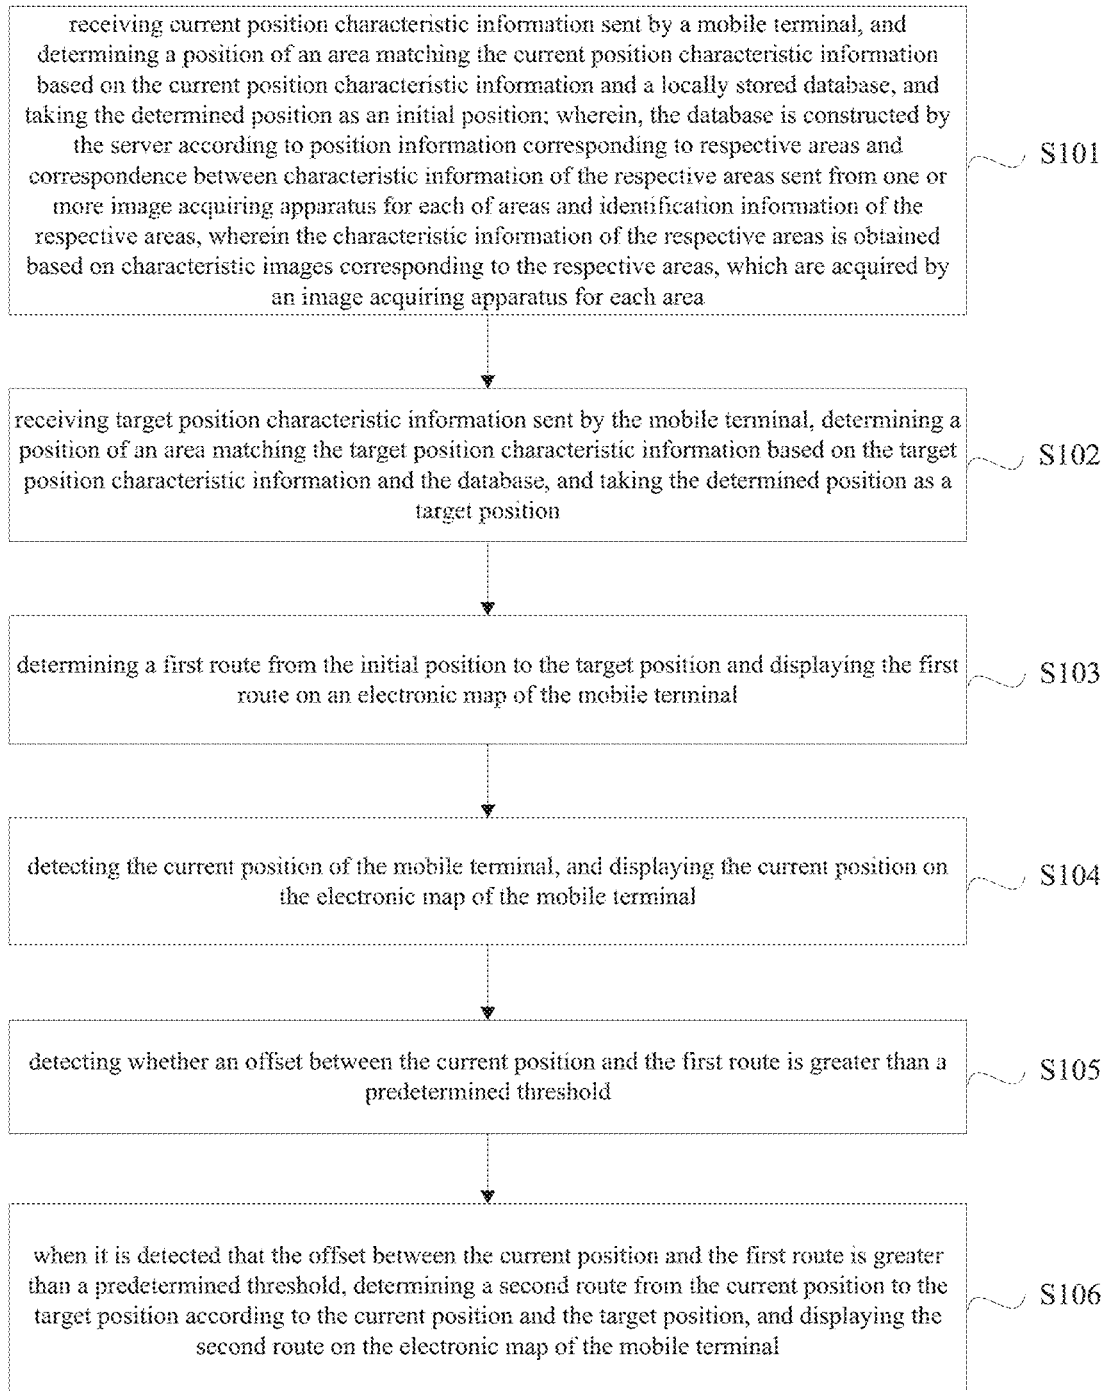 receiving current position characteristic information sent by a mobile terminal, and
determining a position of an area matching the current position characteristic information
based on the current position characteristic information and a locally stored database, and
taking the determined position as an initial position; wherein, the database is constructed by
the server according to position information corresponding to respective areas and
correspondence between characteristic information of the respective areas sent from one or
more image acquiring apparatus for each of areas and identification information of the
respective areas, wherein the characteristic information of the respective areas is obtained
based on characteristic images corresponding to the respective areas, which are acquired by
an image acquiring apparatus for each area
S101
receiving target position characteristic information sent by the mobile terminal, determining a
position of an area matching the target position characteristic information based on the target
position characteristic information and the database, and taking the determined position as a
target position
S102
determining a first route from the initial position to the target position and displaying the first
route on an electronic map of the mobile terminal
S103
detecting the current position of the mobile terminal, and displaying the current position on
the electronic map of the mobile terminal
S104
detecting whether an offset between the current position and the first route is greater than a
predetermined threshold
S105
when it is detected that the offset between the current position and the first route is greater
than a predetermined threshold, determining a second route from the current position to the
target position according to the current position and the target position, and displaying the
second route on the electronic map of the mobile terminal
S106